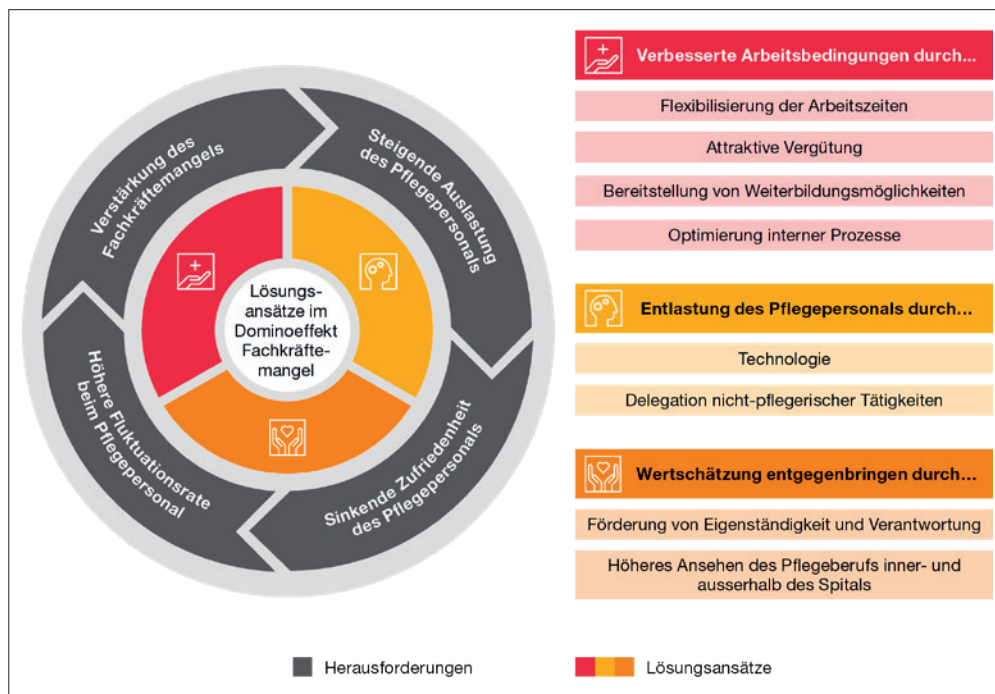 Verstärkung des
Fachkräftemangels
Steigende Auslastung
des Pflegepersonals
Sinkende Zufriedenheit
des Pflegepersonals
Höhere Fluktuationsrate
beim Pflegepersonal
Lösungs-
ansätze im
Dominoeffekt
Fachkräfte-
mangel
Verbesserte Arbeitsbedingungen durch...
Flexibilisierung der Arbeitszeiten
Attraktive Vergütung
Bereitstellung von Weiterbildungsmöglichkeiten
Optimierung interner Prozesse
Entlastung des Pflegepersonals durch...
Technologie
Delegation nicht-pflegerischer Tätigkeiten
Wertschätzung entgegenbringen durch...
Förderung von Eigenständigkeit und Verantwortung
Höheres Ansehen des Pflegeberufs inner- und
ausserhalb des Spitals
Herausforderungen
Lösungsansätze